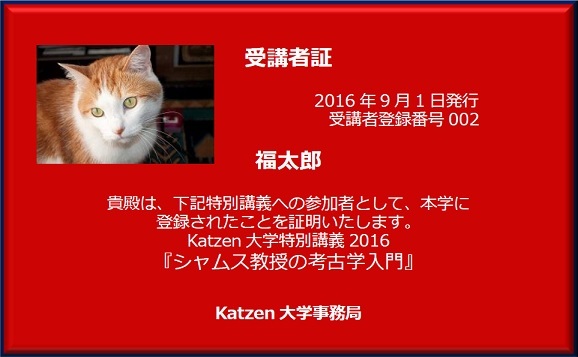 受講者証
2016 年 9 月 1 日発行
受講者登録番号 002
福太郎
貴殿は、下記特別講義への参加者として、本学に
登録されたことを証明いたします。
Katzen 大学特別講義 2016
『シャムス教授の考古学入門』
Katzen 大学事務局